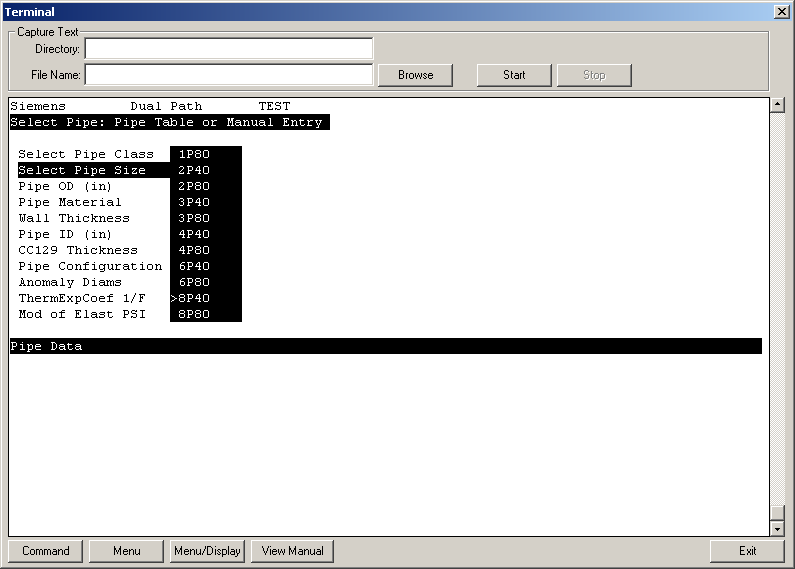 Terminal
Capture Text
Directory:
File Name:
Browse
Start
Stop
Siemens Dual Path TEST
Select Pipe: Pipe Table or Manual Entry
Select Pipe Class 1P80
Select Pipe Size 2P40
Pipe OD (in) 2P80
Pipe Material 3P40
Wall Thickness 3P80
Pipe ID (in) 4P40
CC129 Thickness 4P80
Pipe Configuration 6P40
Anomaly Diams 6P80
ThermExpCoef 1/F >8P40
Mod of Elast PSI 8P80
Pipe Data
Command
Menu
Menu/Display
View Manual
Exit